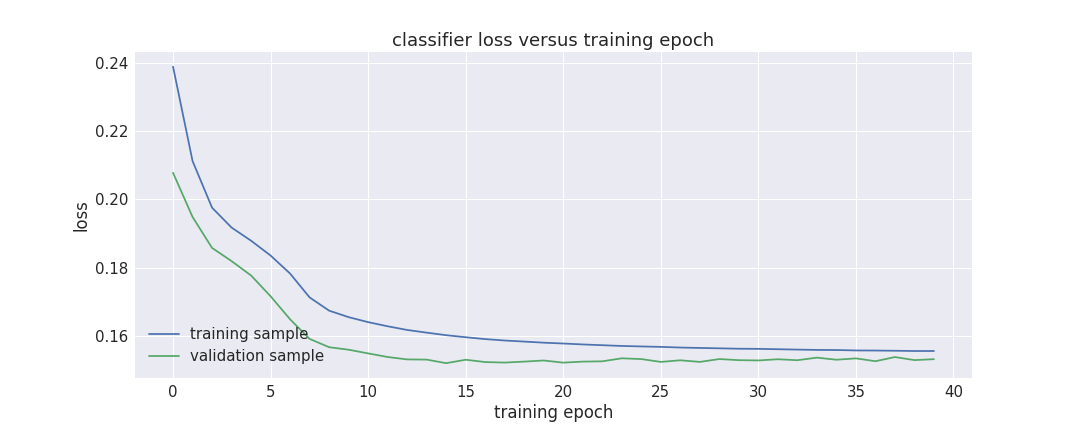 classifier loss versus training epoch
0.24
0.22
0.20
0.18
0.16
loss
training sample
validation sample
0 5 10 15 20 25 30 35 40
training epoch